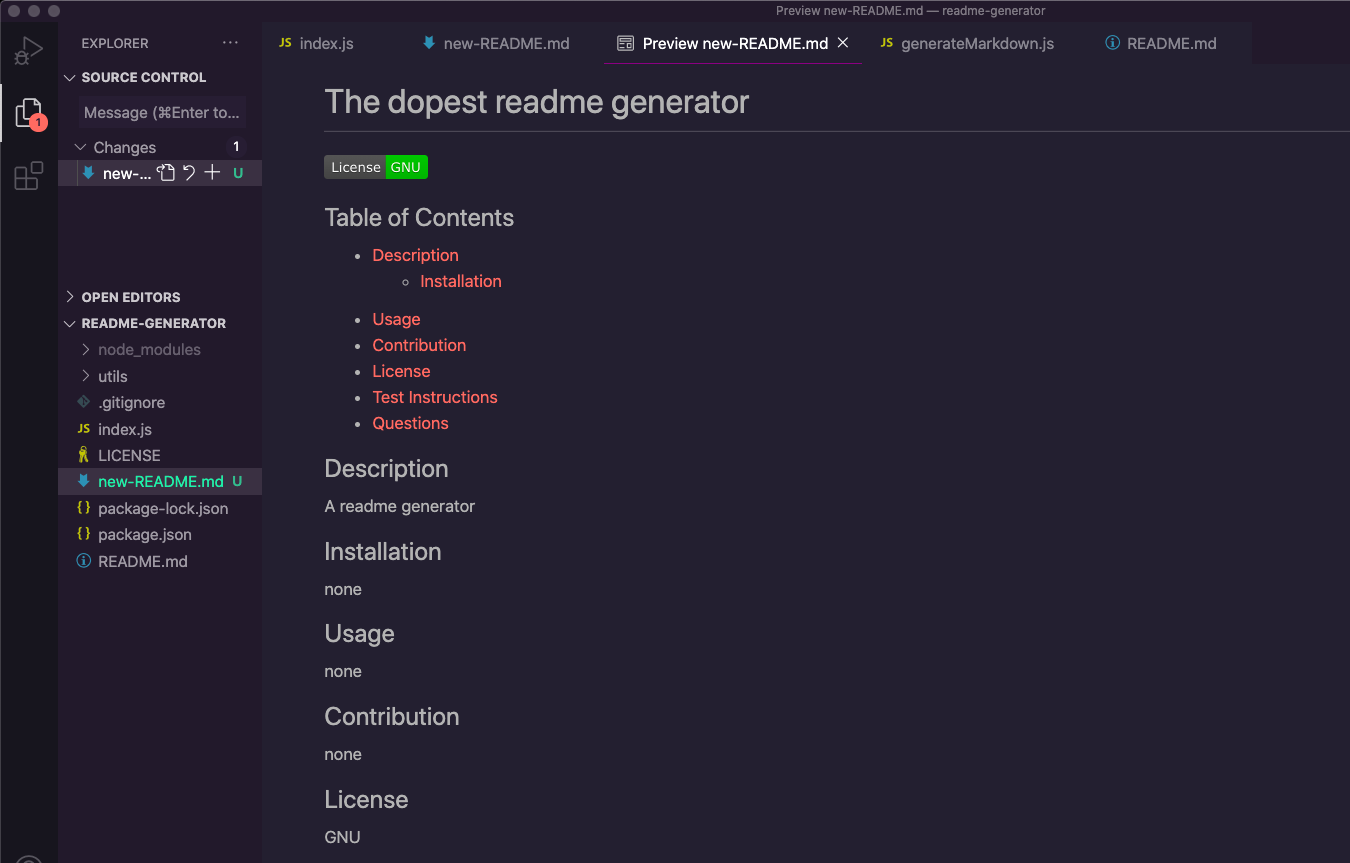 Preview new-README.md — readme-generator
EXPLORER ···
JS index.js
new-README.md
Preview new-README.md
JS generateMarkdown.js
README.md
SOURCE CONTROL
Message (⌘Enter to...
Changes 1
new-... U
1
OPEN EDITORS
README-GENERATOR
node_modules
utils
.gitignore
JS index.js
LICENSE
new-README.md U
{} package-lock.json
{} package.json
README.md
The dopest readme generator
License GNU
Table of Contents
Description
Installation
Usage
Contribution
License
Test Instructions
Questions
Description
A readme generator
Installation
none
Usage
none
Contribution
none
License
GNU